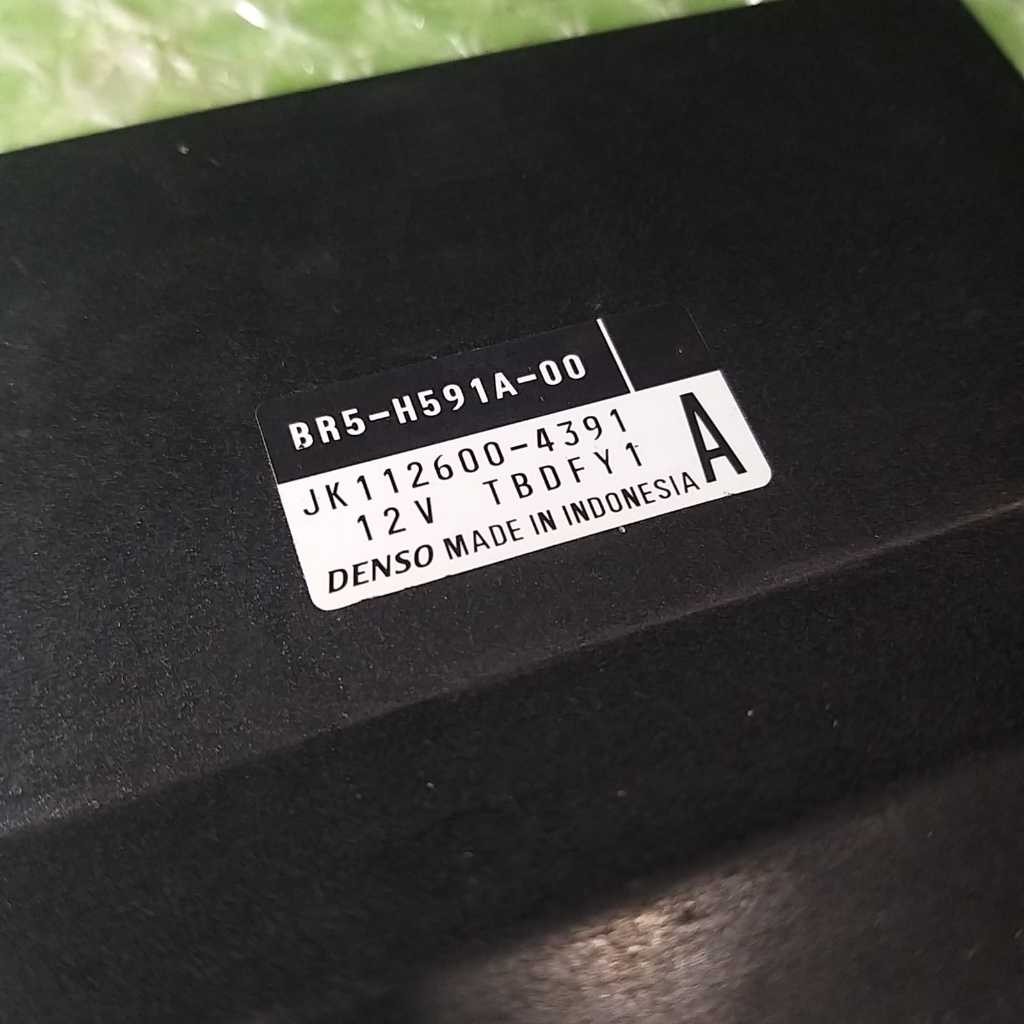 BR5-H591A-00
JK112600-4391
12V TBDFY1
A
DENSO MADE IN INDONESIA